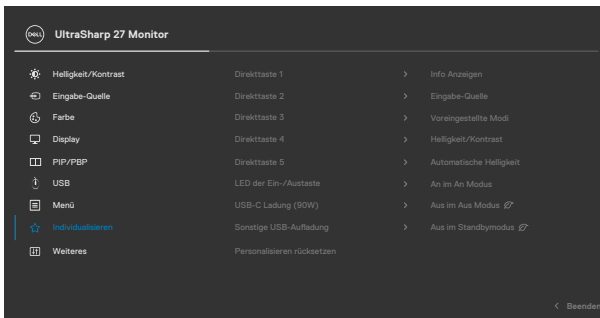 DELL UltraSharp 27 Monitor
Helligkeit/Kontrast Direkttaste 1 > Info Anzeigen
Eingabe-Quelle Direkttaste 2 > Eingabe-Quelle
Farbe Direkttaste 3 > Voreingestellte Modi
Display Direkttaste 4 > Helligkeit/Kontrast
PIP/PBP Direkttaste 5 > Automatische Helligkeit
USB LED der Ein-/Austaste > An im An Modus
Menü USB-C Ladung (90W) > Aus im Aus Modus
Individualisieren Sonstige USB-Aufladung > Aus im Standbymodus
Weiteres Personalisieren rücksetzen
< Beenden